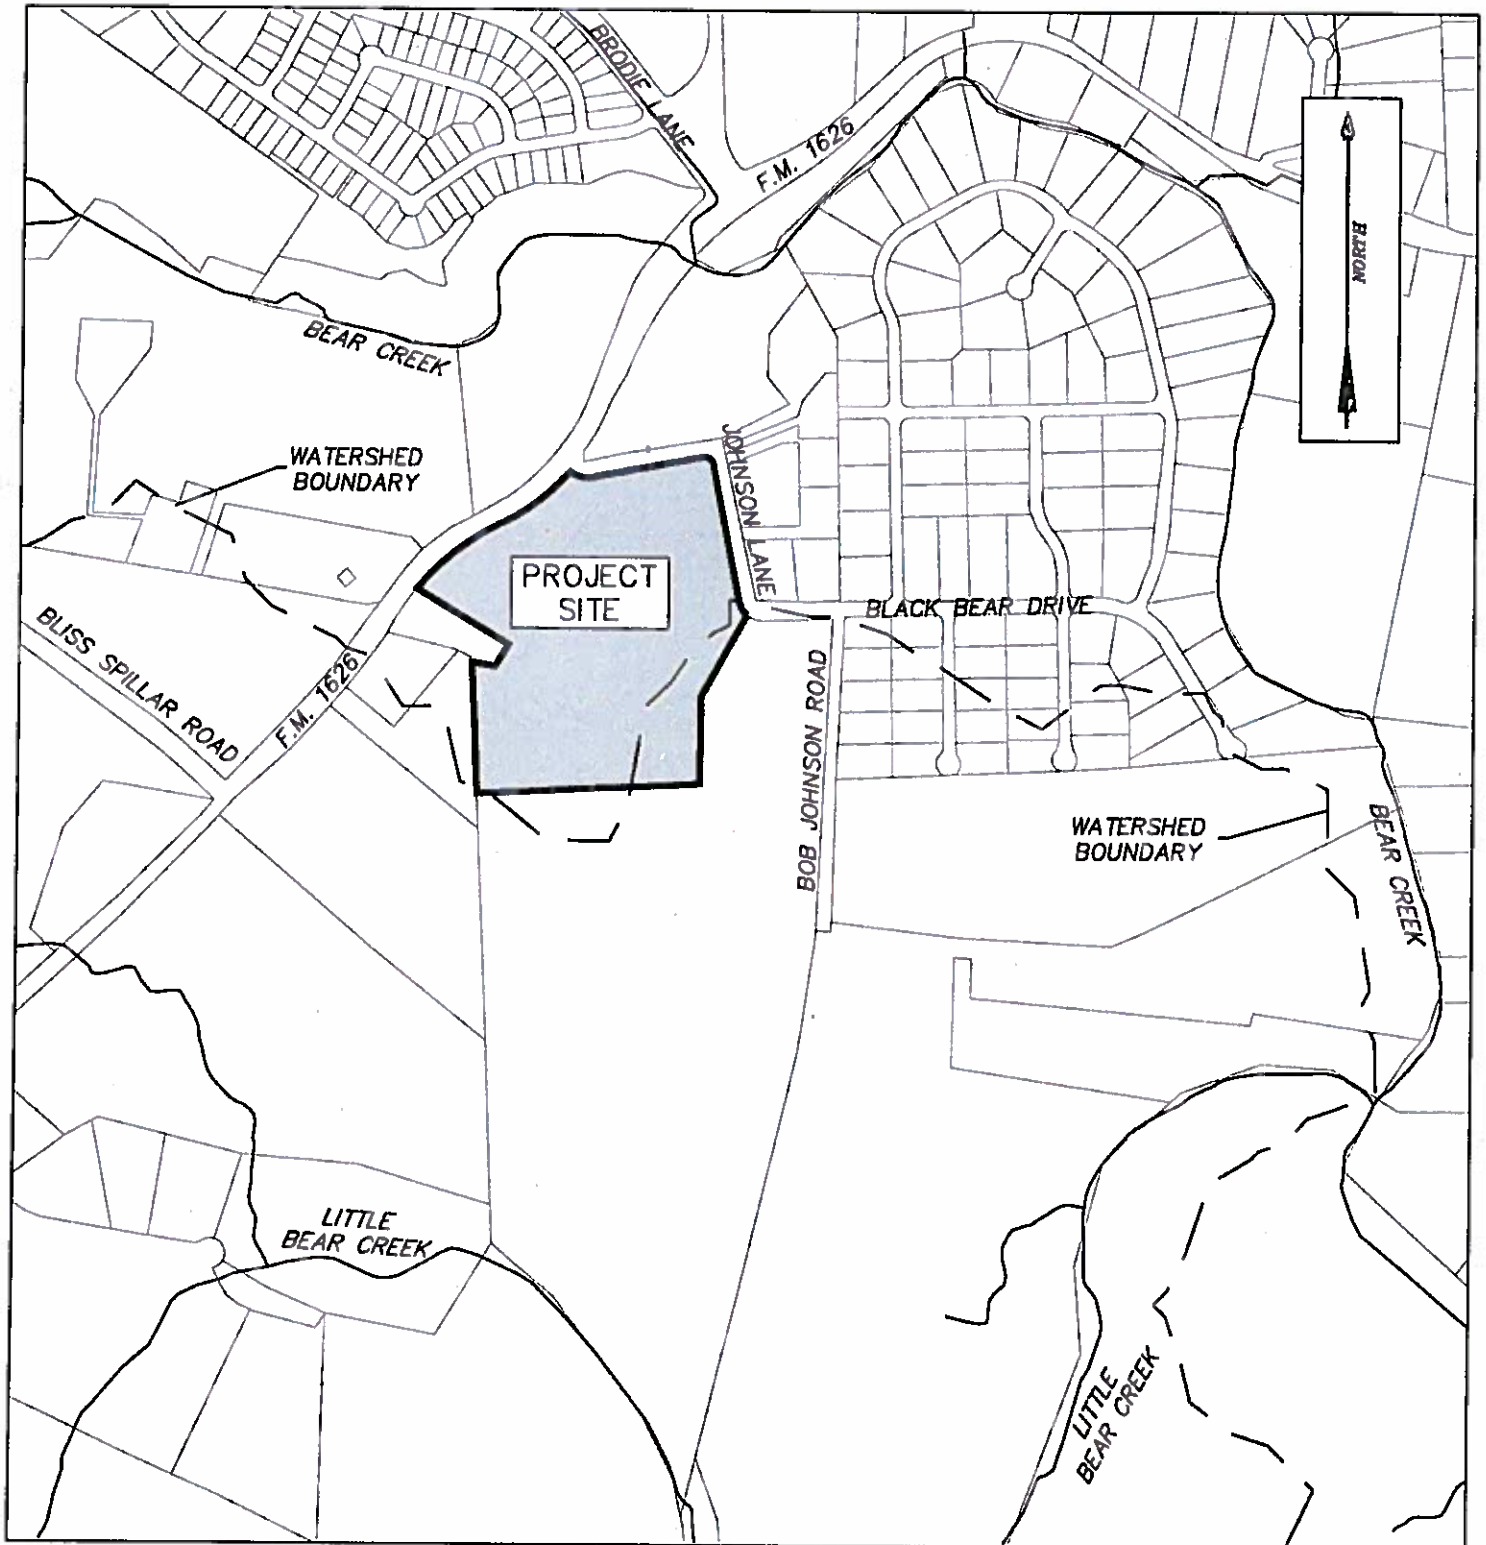 BRODIE LANE
F.M. 1626
NORTH
BEAR CREEK
WATERSHED
BOUNDARY
JOHNSON LANE
PROJECT
SITE
BLACK BEAR DRIVE
BLISS SPILLAR ROAD
F.M. 1626
BOB JOHNSON ROAD
WATERSHED
BOUNDARY
BEAR CREEK
LITTLE
BEAR CREEK
LITTLE
BEAR CREEK